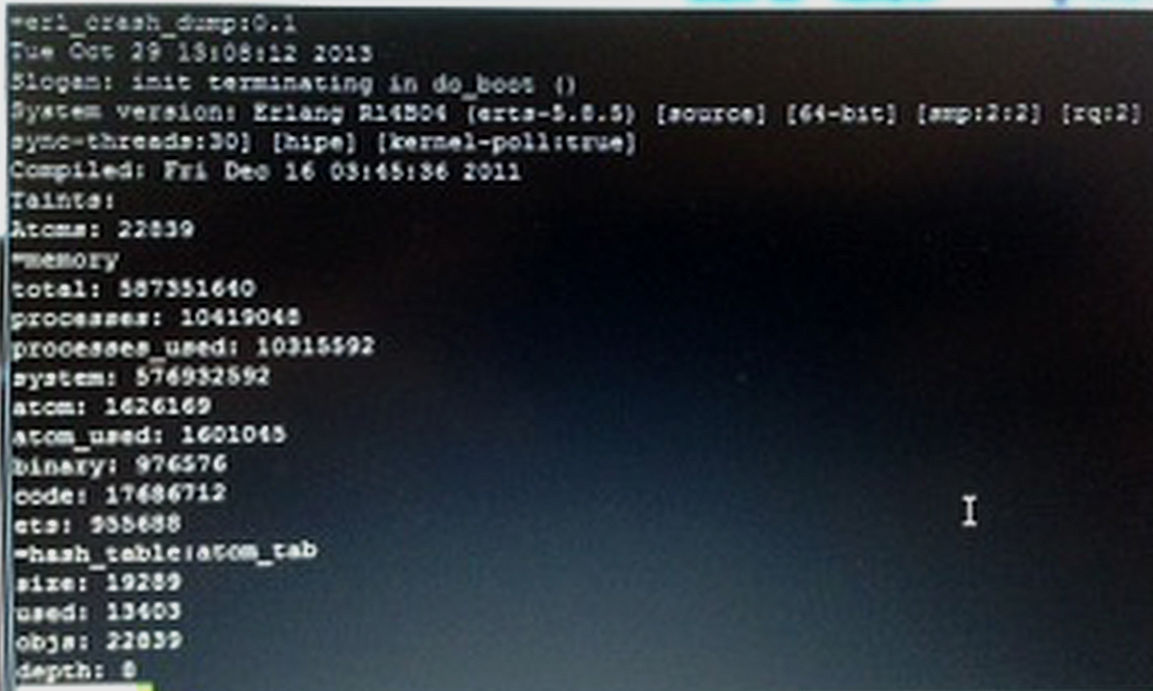 =erl_crash_dump:0.1
Tue Oct 29 13:08:12 2013
Slogan: init terminating in do_boot ()
System version: Erlang R14B04 (erts-5.8.5) [source] [64-bit] [smp:2:2] [rq:2]
sync-threads:30] [hipe] [kernel-poll:true]
Compiled: Fri Dec 16 03:45:36 2011
Taints:
Atoms: 22839
=memory
total: 587351640
processes: 10419048
processes_used: 10315592
system: 576932592
atom: 1626169
atom_used: 1601045
binary: 976576
code: 17686712
ets: 955688
=hash_table:atom_tab
size: 19289
used: 13403
objs: 22839
depth: 8